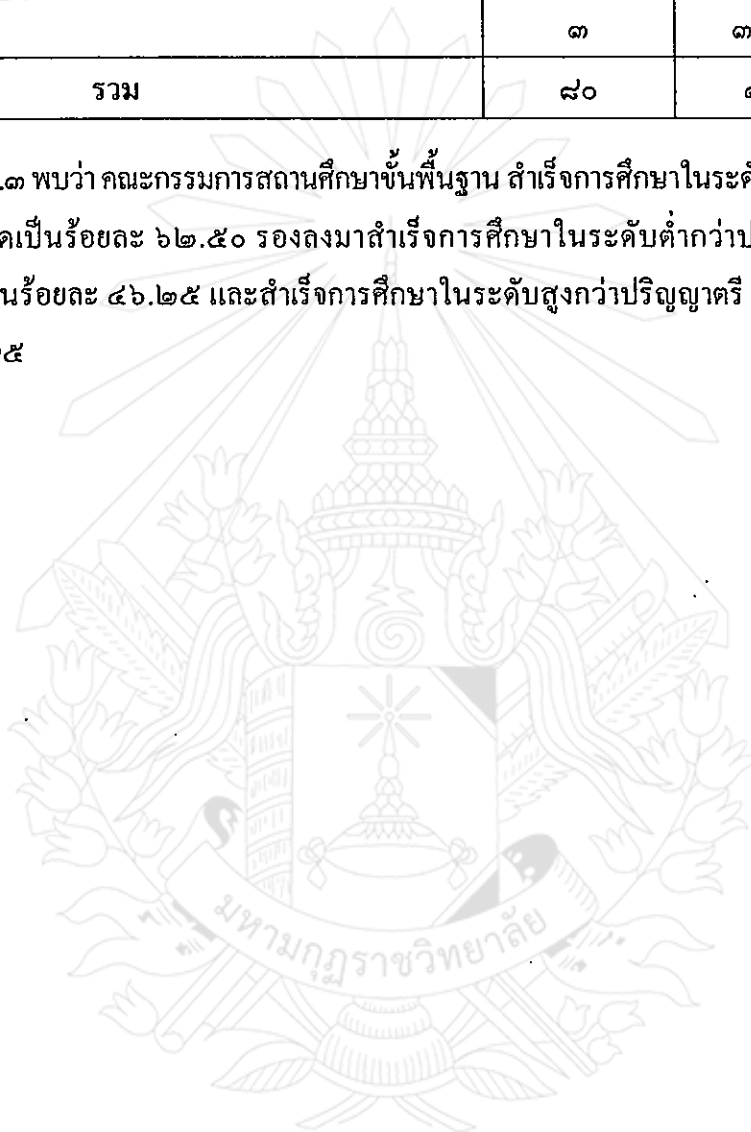 ๓ ๓
รวม ๘๐
.๓ พบว่า คณะกรรมการสถานศึกษาขั้นพื้นฐาน สำเร็จการศึกษาในระดั
ดเป็นร้อยละ ๖๒.๕๐ รองลงมาสำเร็จการศึกษาในระดับต่ำกว่าป
นร้อยละ ๔๖.๒๕ และสำเร็จการศึกษาในระดับสูงกว่าปริญญาตรี
๕
มหามกุฏราชวิทยาลัย